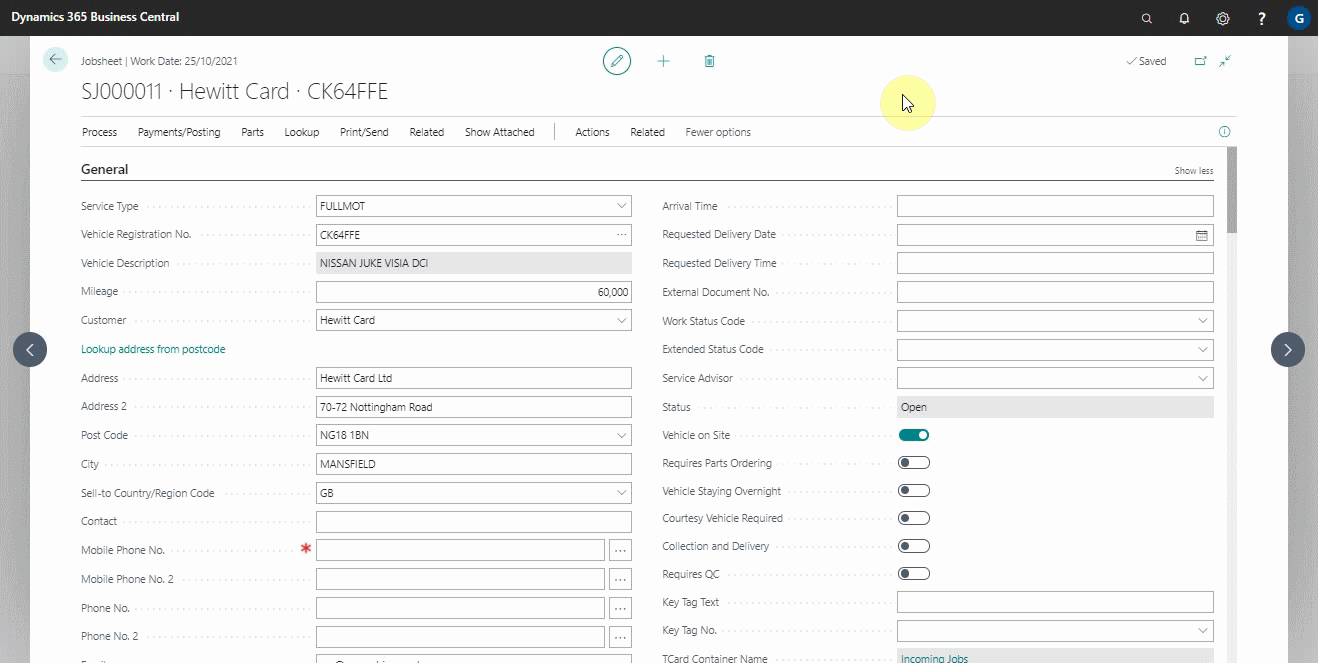 Dynamics 365 Business Central
G
Jobsheet | Work Date: 25/10/2021
Saved
SJ000011 · Hewitt Card · CK64FFE
Process Payments/Posting Parts Lookup Print/Send Related Show Attached Actions Related Fewer options
General
Show less
Service Type FULLMOT
Vehicle Registration No. CK64FFE
Vehicle Description NISSAN JUKE VISIA DCI
Mileage 60,000
Customer Hewitt Card
Lookup address from postcode
Address Hewitt Card Ltd
Address 2 70-72 Nottingham Road
Post Code NG18 1BN
City MANSFIELD
Sell-to Country/Region Code GB
Contact
Mobile Phone No. *
Mobile Phone No. 2
Phone No.
Phone No. 2
Arrival Time
Requested Delivery Date
Requested Delivery Time
External Document No.
Work Status Code
Extended Status Code
Service Advisor
Status Open
Vehicle on Site
Requires Parts Ordering
Vehicle Staying Overnight
Courtesy Vehicle Required
Collection and Delivery
Requires QC
Key Tag Text
Key Tag No.
TCard Container Name Incoming Jobs